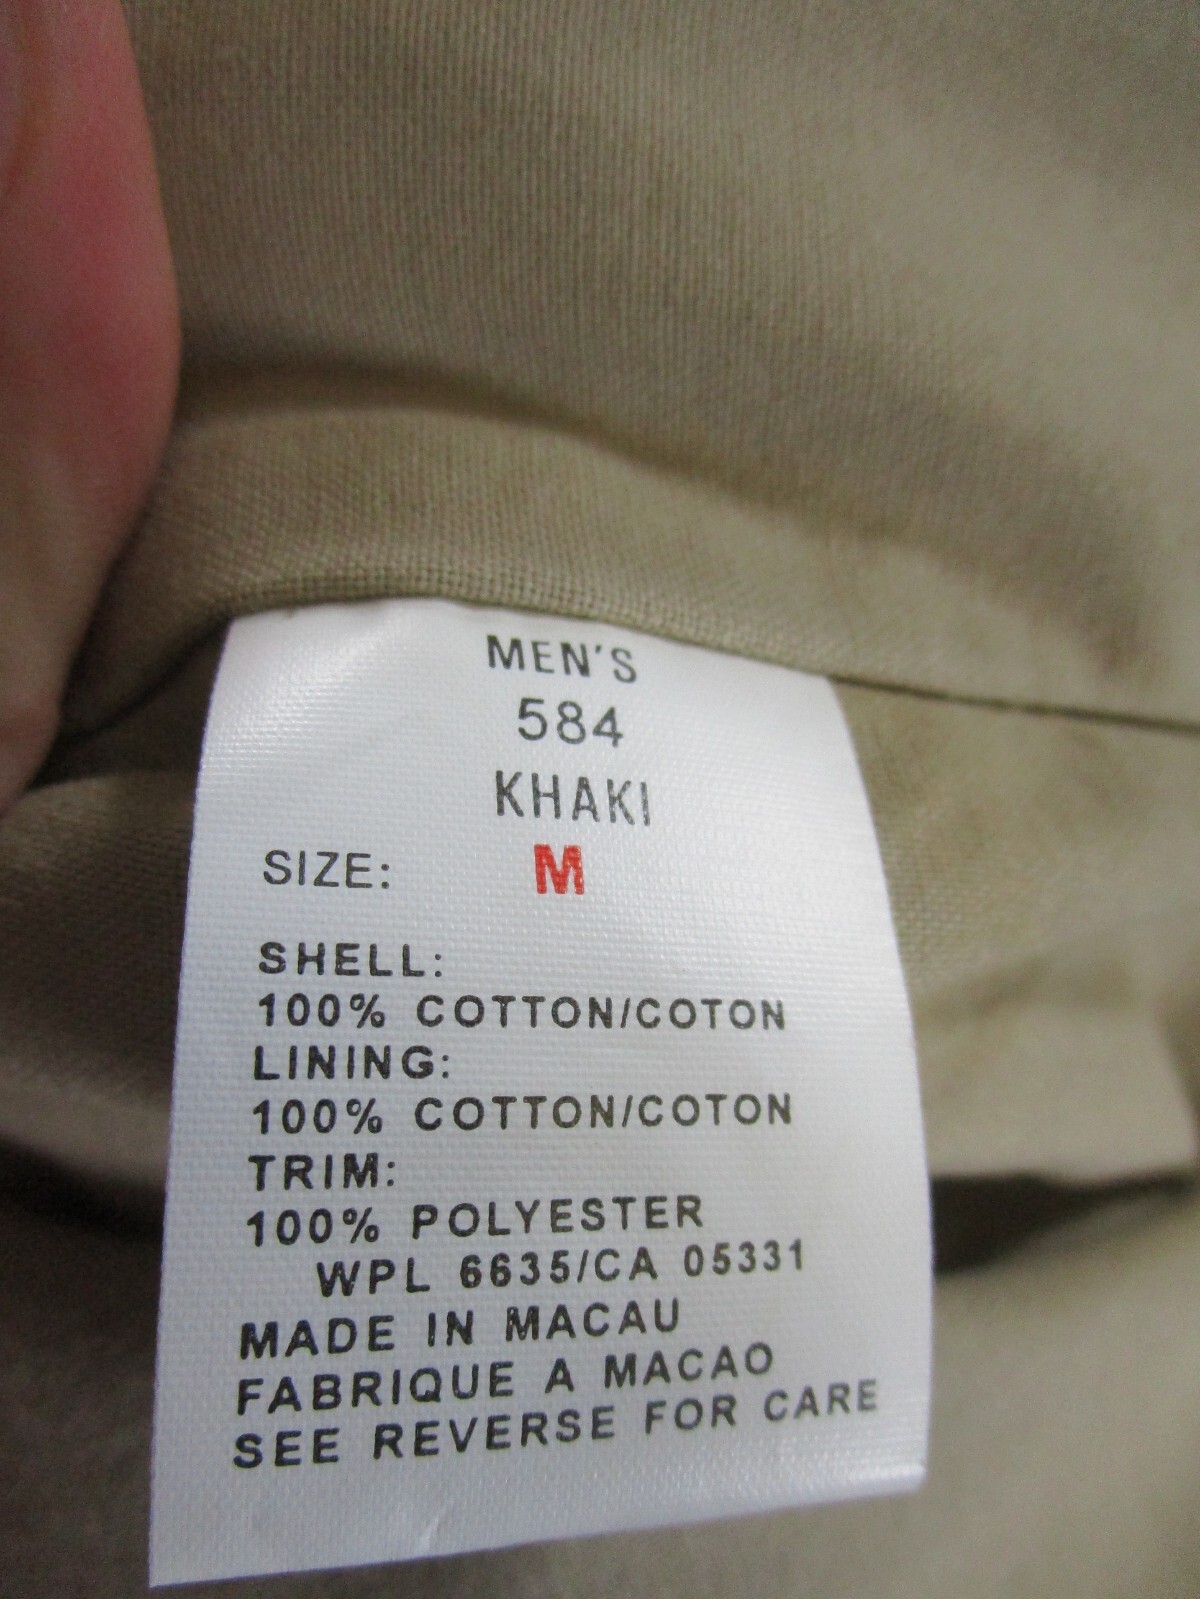 MEN'S
584
KHAKI
SIZE: M
SHELL:
100% COTTON/COTON
LINING:
100% COTTON/COTON
TRIM:
100% POLYESTER
WPL 6635/CA 05331
MADE IN MACAU
FABRIQUE A MACAO
SEE REVERSE FOR CARE